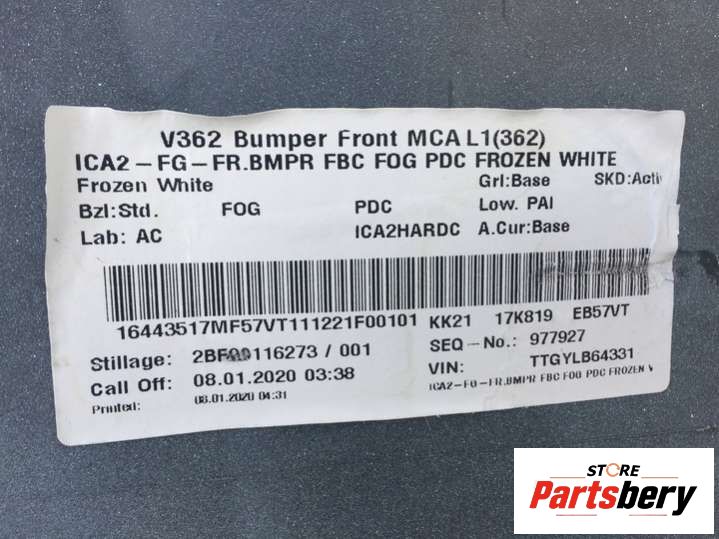 V362 Bumper Front MCA L1(362)
ICA2-FG-FR.BMPR FBC FOG PDC FROZEN WHITE
Frozen White Grl:Base SKD:Activ
Bzl:Std. FOG PDC Low. PAI
Lab: AC ICA2HARDC A.Cur:Base
16443517MF57VT111221F00101 KK21 17K819 EB57VT
SEQ-No.: 977927
Stillage: / 001
VIN: TTGYLB64331
Call Off: 08.01.2020 03:38
ICA2-FG-FR.BMPR FBC FOG PDC FROZEN W
Printed: 08.01.2020 04:31
STORE
Partsbery